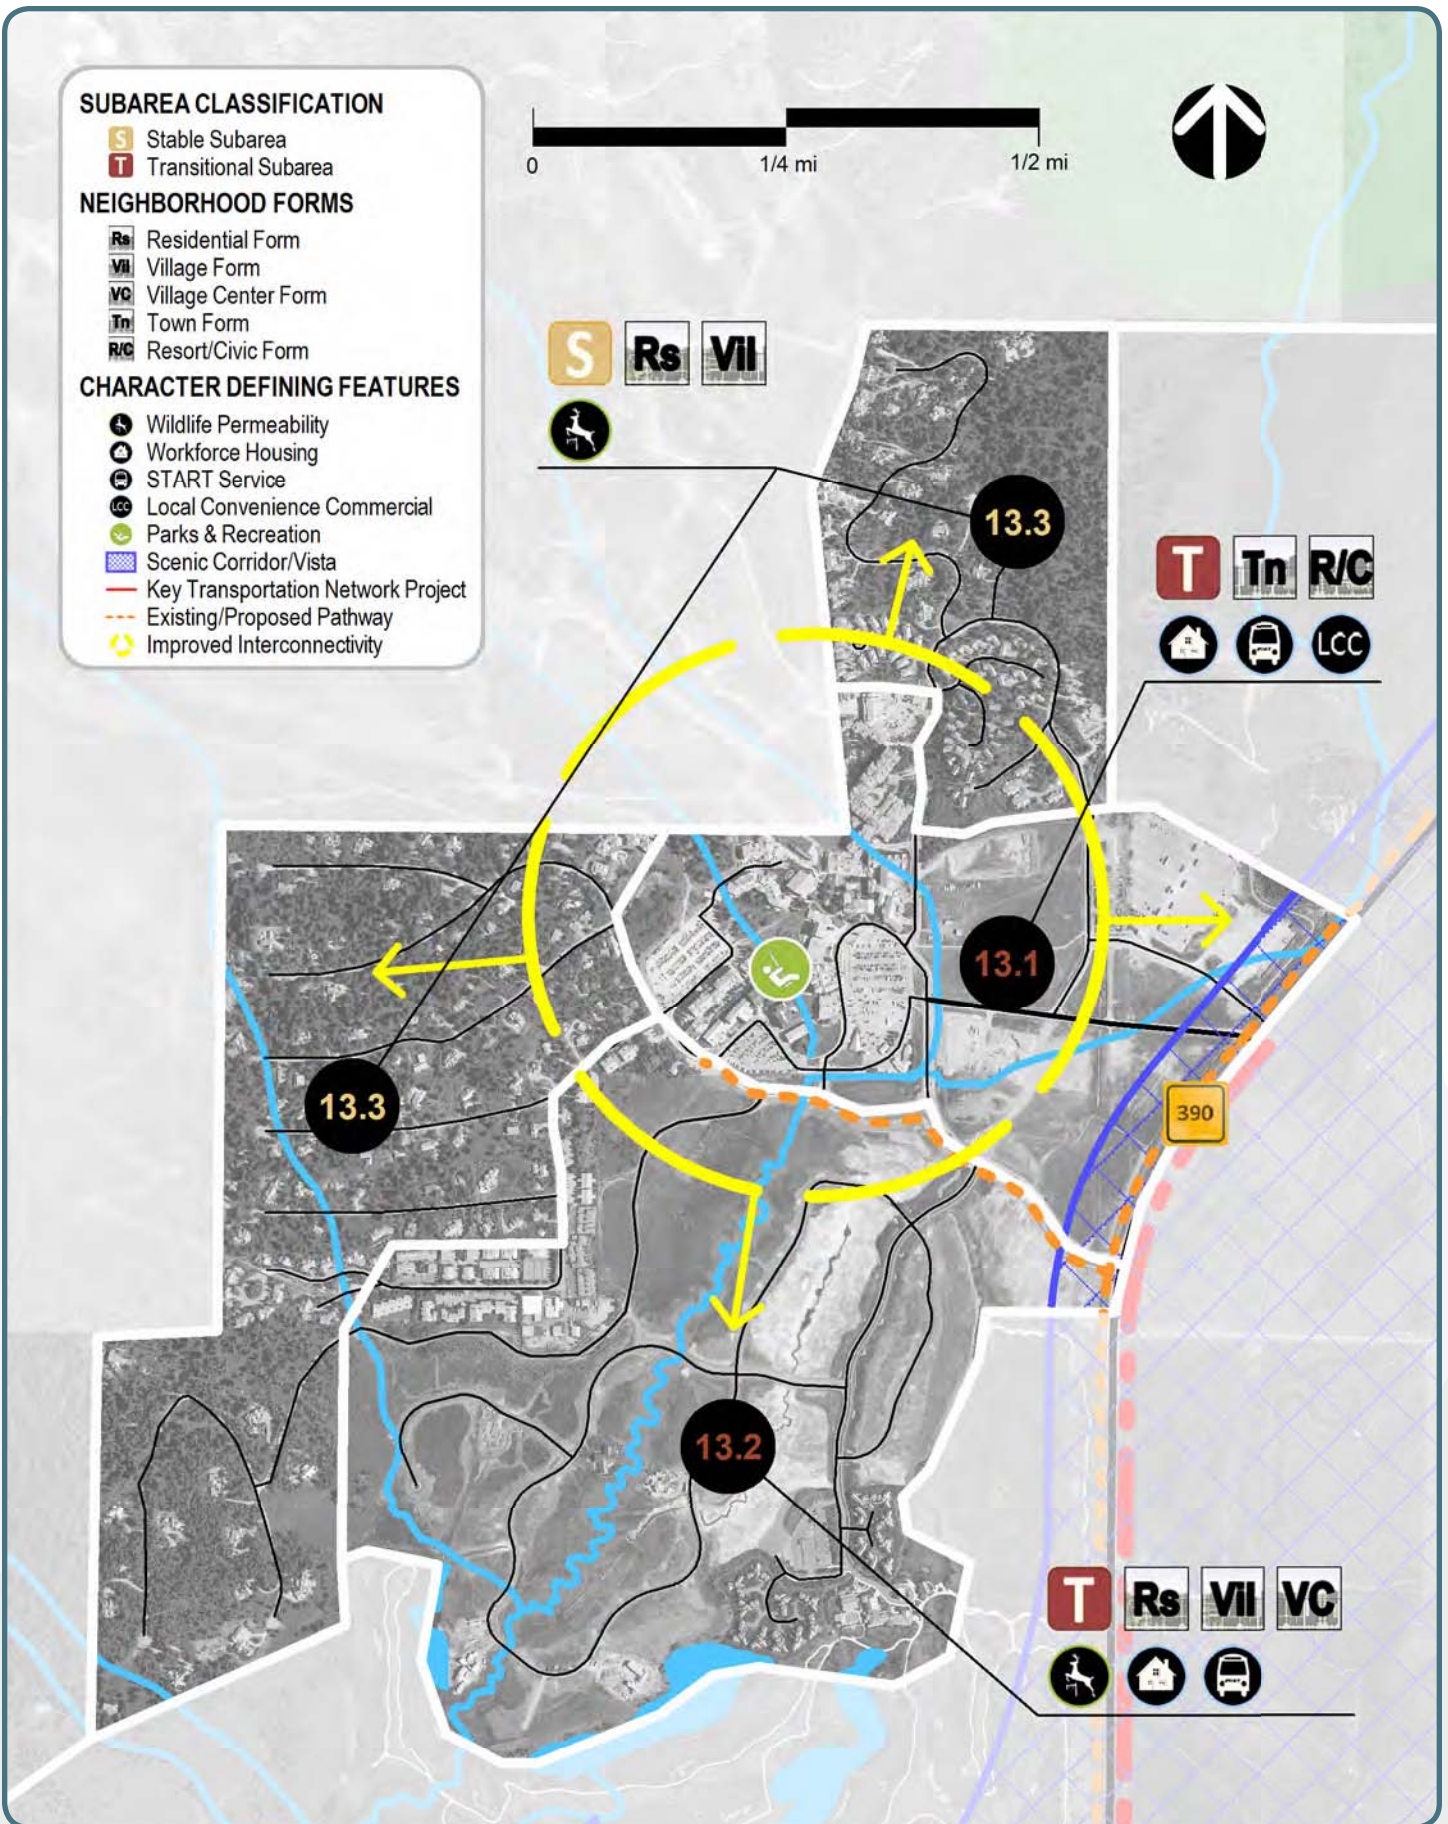 SUBAREA CLASSIFICATION
S Stable Subarea
T Transitional Subarea
NEIGHBORHOOD FORMS
Rs Residential Form
Vil Village Form
VC Village Center Form
Tn Town Form
R/C Resort/Civic Form
CHARACTER DEFINING FEATURES
Wildlife Permeability
Workforce Housing
START Service
LCC Local Convenience Commercial
Parks & Recreation
Scenic Corridor/Vista
Key Transportation Network Project
Existing/Proposed Pathway
Improved Interconnectivity
0 1/4 mi 1/2 mi
S Rs Vil
13.3
T Tn R/C
LCC
13.1
13.3
390
13.2
T Rs Vil VC